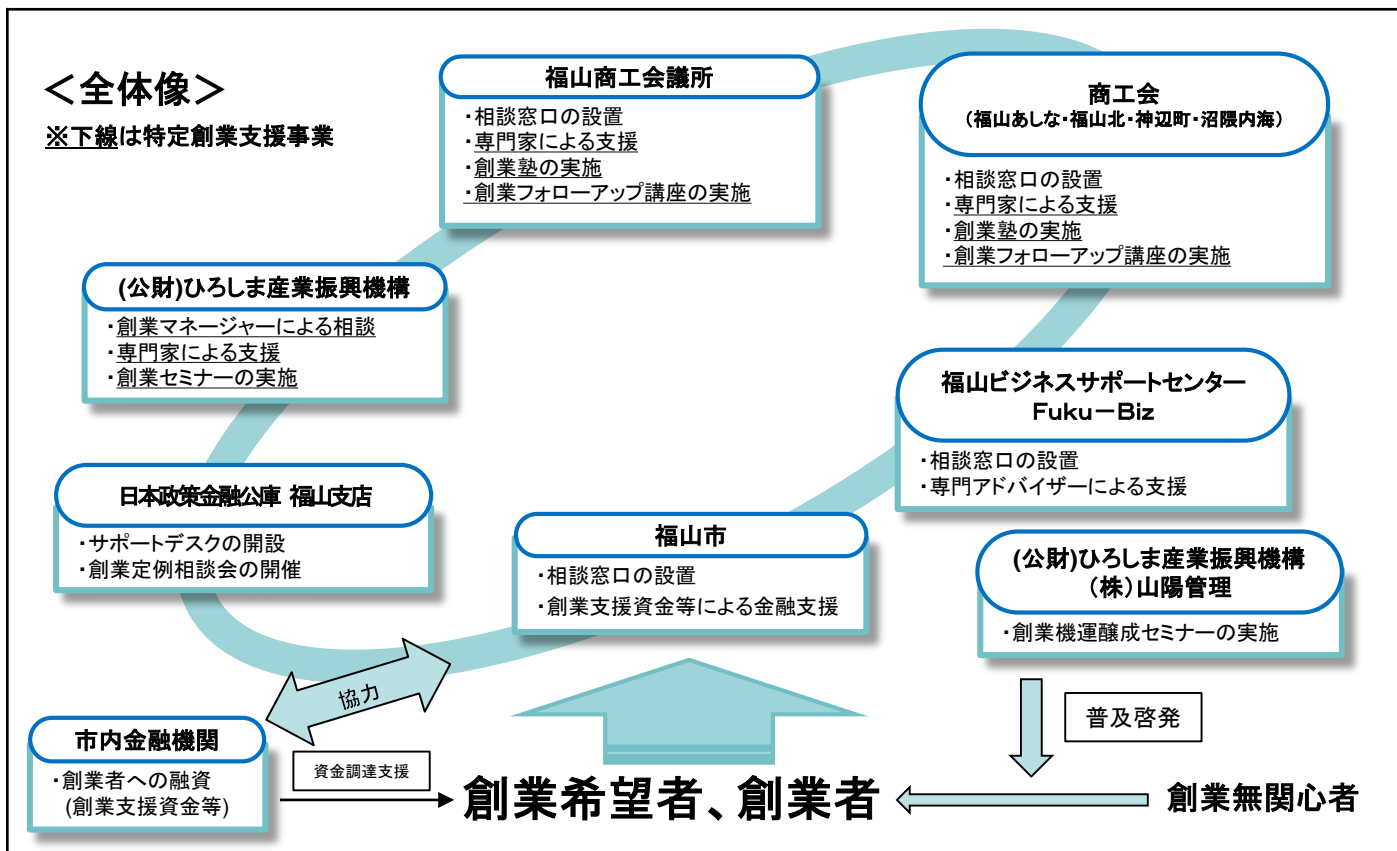 ＜全体像＞
※下線は特定創業支援事業
福山商工会議所
・相談窓口の設置
・専門家による支援
・創業塾の実施
・創業フォローアップ講座の実施
商工会
（福山あしな・福山北・神辺町・沼隈内海）
・相談窓口の設置
・専門家による支援
・創業塾の実施
・創業フォローアップ講座の実施
(公財)ひろしま産業振興機構
・創業マネージャーによる相談
・専門家による支援
・創業セミナーの実施
福山ビジネスサポートセンター
Fuku－Biz
・相談窓口の設置
・専門アドバイザーによる支援
日本政策金融公庫 福山支店
・サポートデスクの開設
・創業定例相談会の開催
福山市
・相談窓口の設置
・創業支援資金等による金融支援
(公財)ひろしま産業振興機構
（株）山陽管理
・創業機運醸成セミナーの実施
協力
普及啓発
市内金融機関
・創業者への融資
(創業支援資金等)
資金調達支援
創業希望者、創業者
創業無関心者